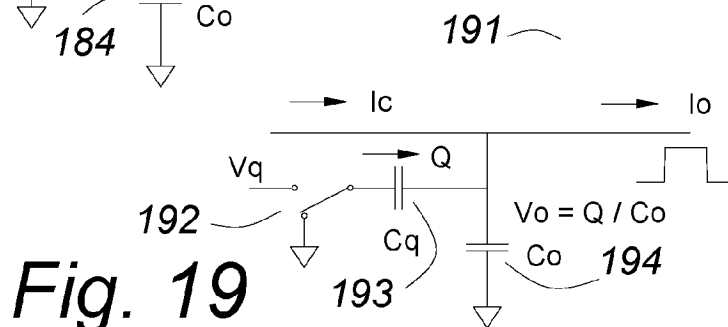 184
Co
191
Ic
Io
Vq
Q
192
Vo = Q / Co
Cq
Co
194
193
Fig. 19